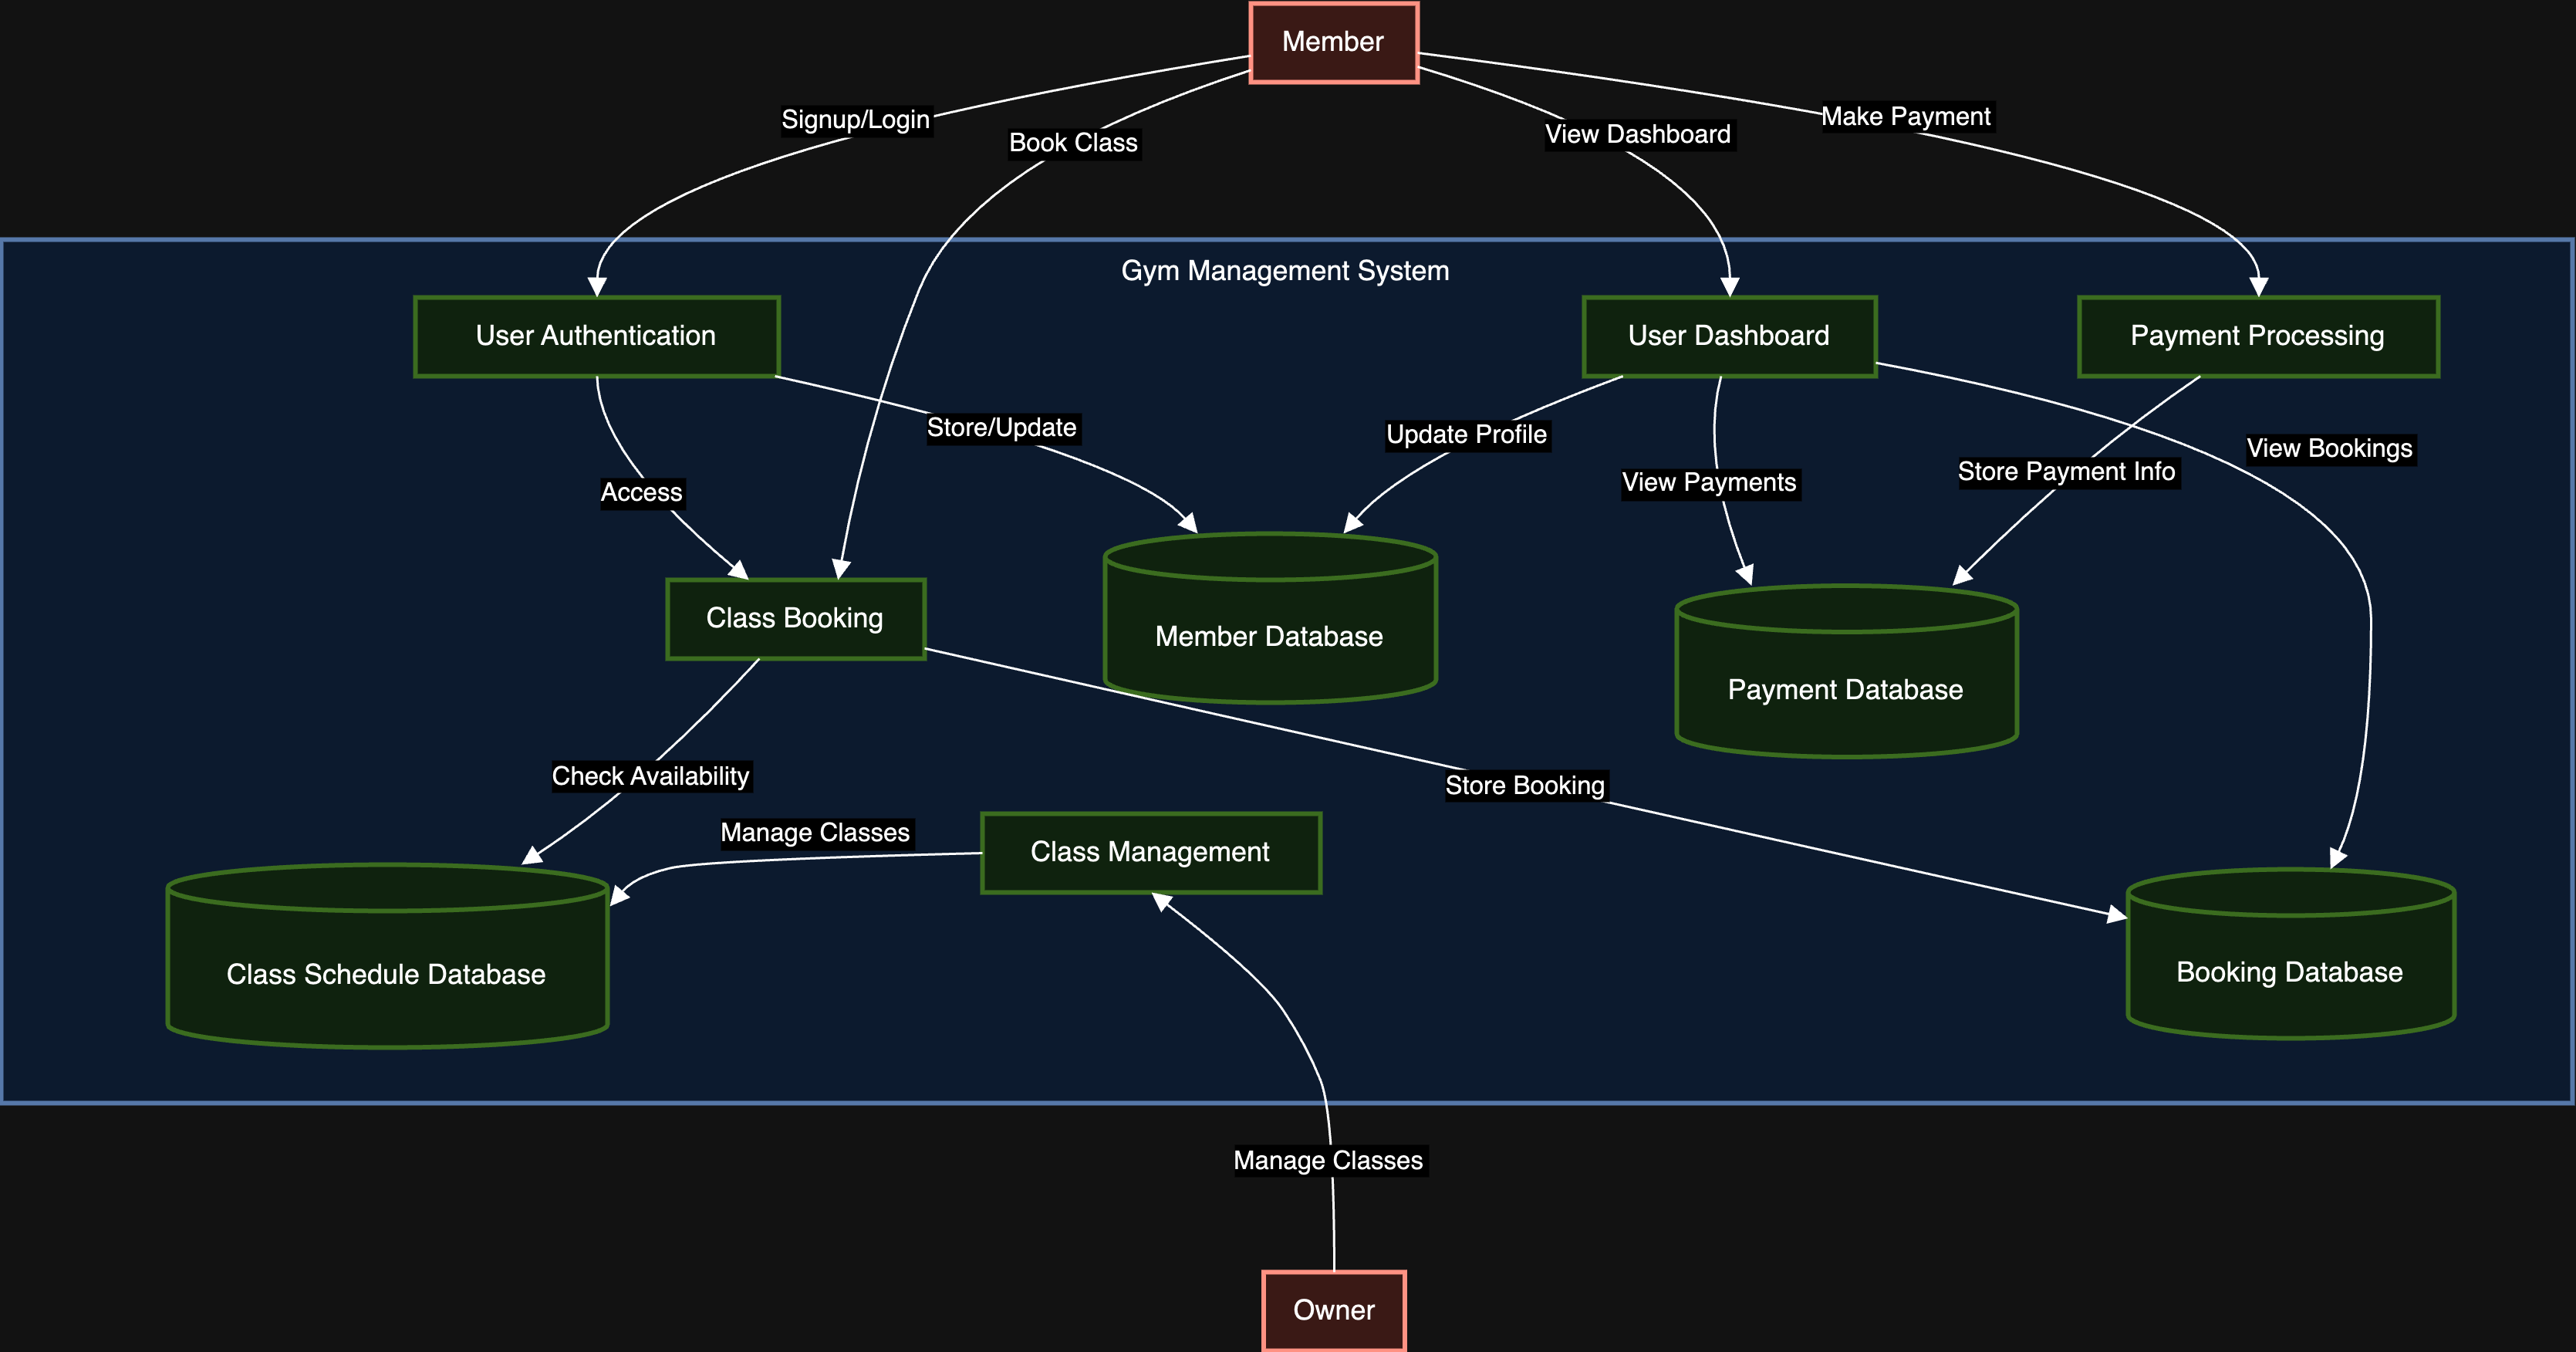 Member
Signup/Login
Book Class
View Dashboard
Make Payment
Gym Management System
User Authentication
User Dashboard
Payment Processing
Store/Update
Update Profile
View Bookings
Access
View Payments
Store Payment Info
Class Booking
Member Database
Payment Database
Check Availability
Store Booking
Manage Classes
Class Management
Class Schedule Database
Booking Database
Manage Classes
Owner